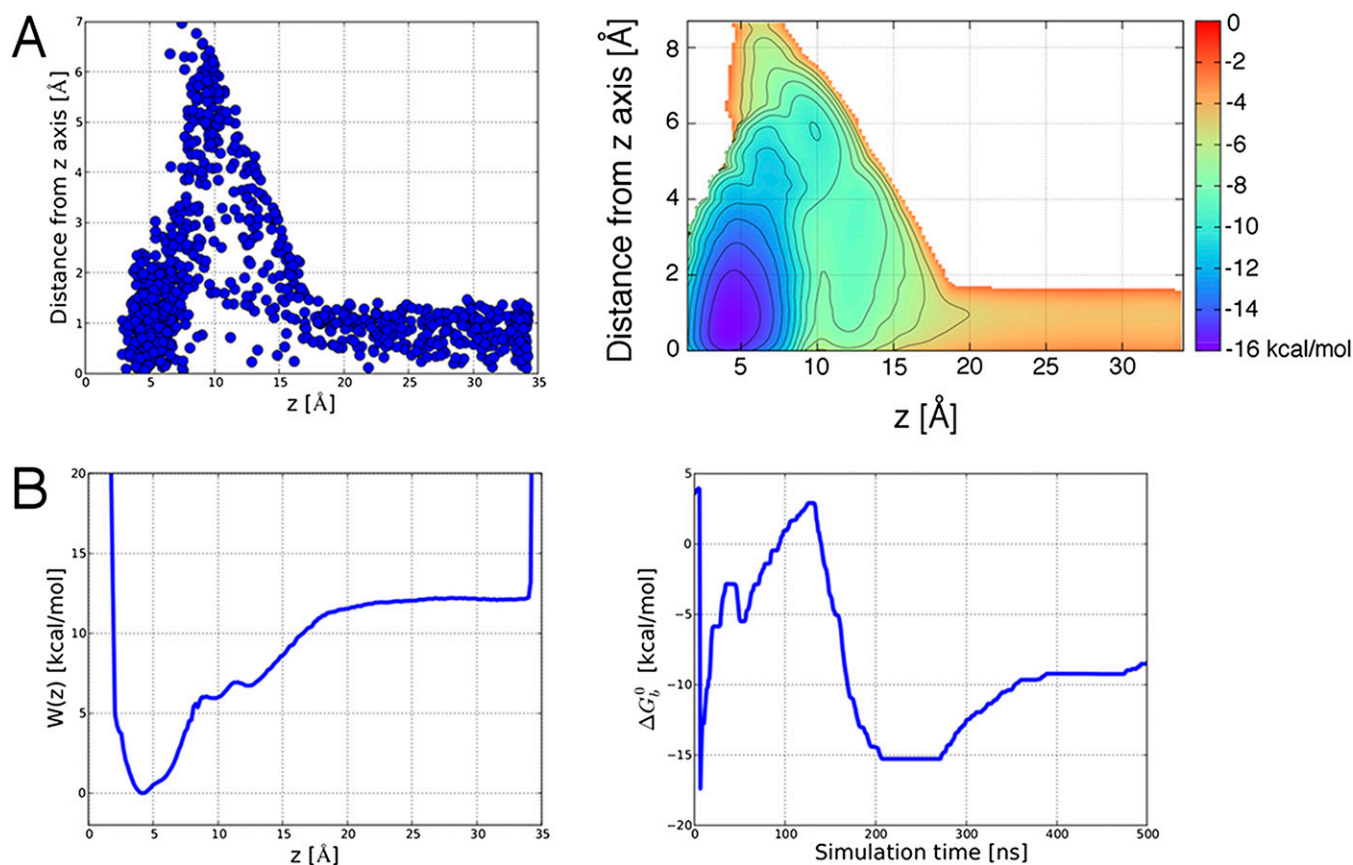 A
Distance from z axis [Å]
7
6
5
4
3
2
1
0
0 5 10 15 20 25 30 35
z [Å]
Distance from z axis [Å]
8
6
4
2
0
5 10 15 20 25 30
z [Å]
0
-2
-4
-6
-8
-10
-12
-14
-16 kcal/mol
B
W(z) [kcal/mol]
20
15
10
5
0
0 5 10 15 20 25 30 35
z [Å]
ΔG_b^0 [kcal/mol]
5
0
−5
−10
−15
−20
0 100 200 300 400 500
Simulation time [ns]